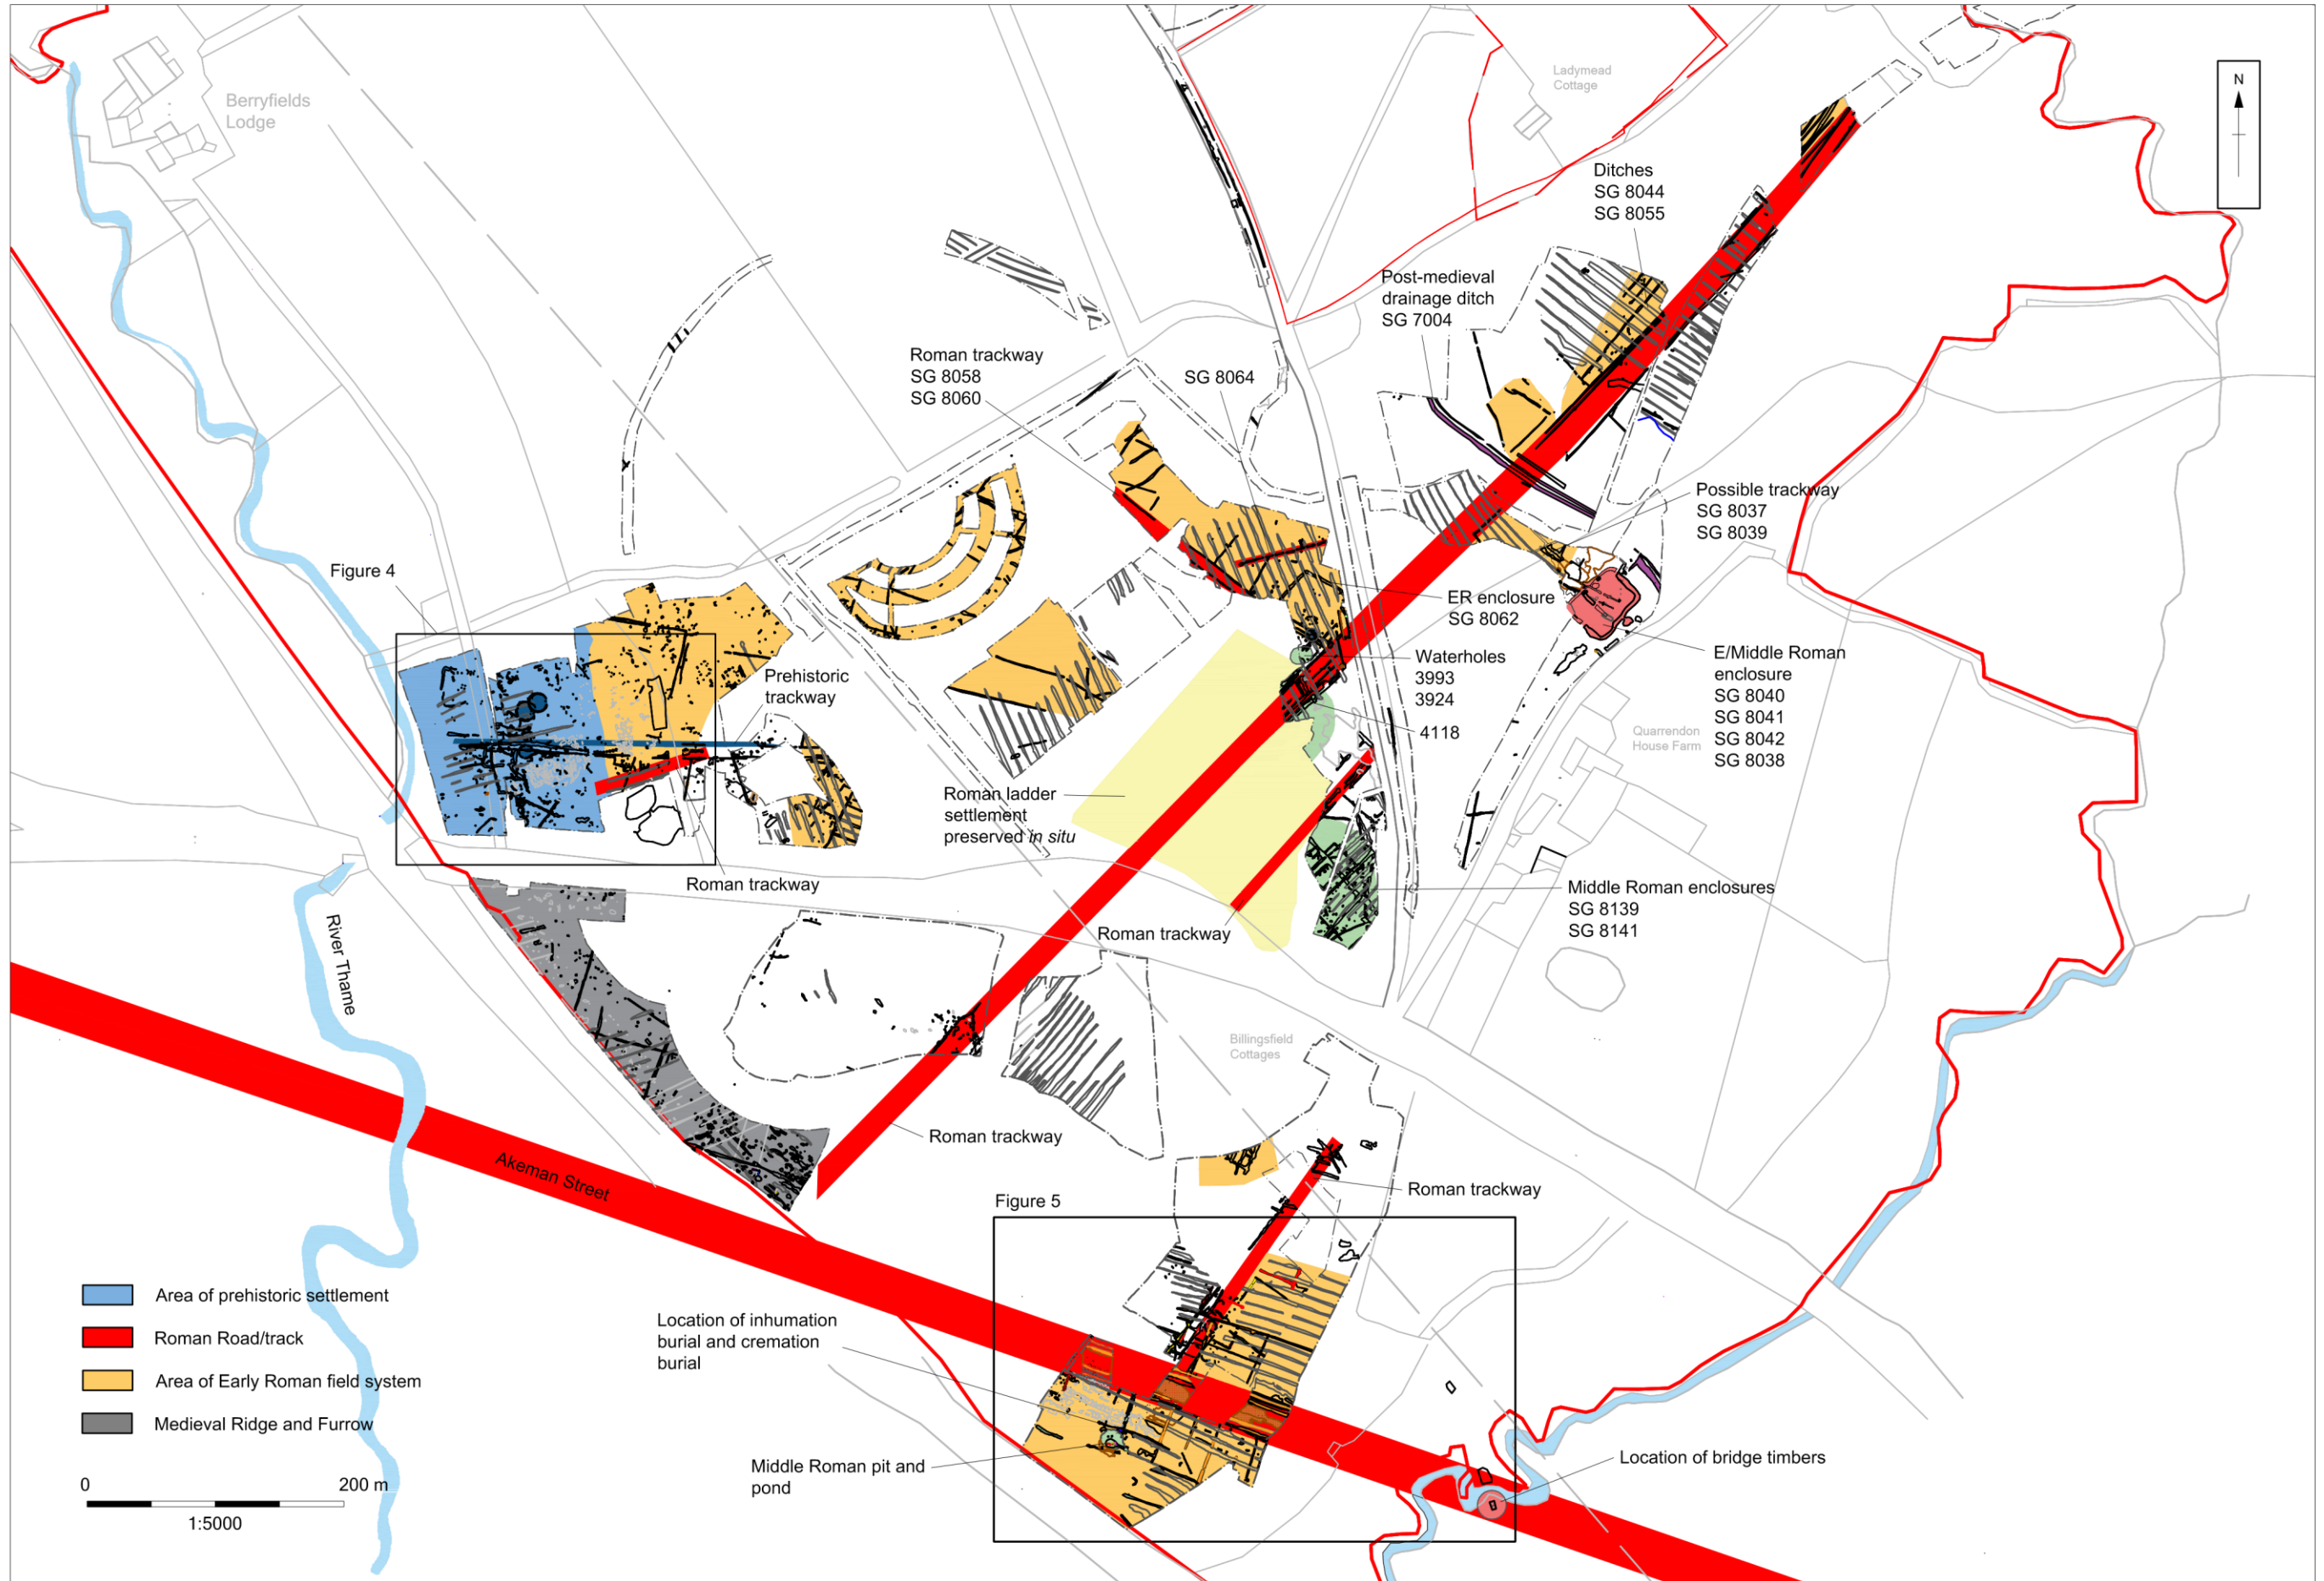 Berryfields
Lodge
Ladymead
Cottage
N
Ditches
SG 8044
SG 8055
Post-medieval
drainage ditch
SG 7004
Roman trackway
SG 8058
SG 8060
SG 8064
Possible trackway
SG 8037
SG 8039
Figure 4
ER enclosure
SG 8062
Prehistoric
trackway
Waterholes
3993
3924
4118
E/Middle Roman
enclosure
SG 8040
SG 8041
SG 8042
SG 8038
Quarrendon
House Farm
Roman ladder
settlement
preserved in situ
Roman trackway
Middle Roman enclosures
SG 8139
SG 8141
Roman trackway
River Thame
Billingsfield
Cottages
Roman trackway
Akeman Street
Roman trackway
Figure 5
Area of prehistoric settlement
Roman Road/track
Area of Early Roman field system
Medieval Ridge and Furrow
Location of inhumation
burial and cremation
burial
Middle Roman pit and
pond
Location of bridge timbers
0 200 m
1:5000